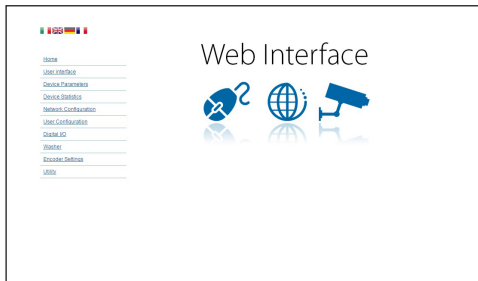 Web Interface
Home
User Interface
Device Parameters
Device Statistics
Network Configuration
User Configuration
Digital I/O
Washer
Encoder Settings
Utility